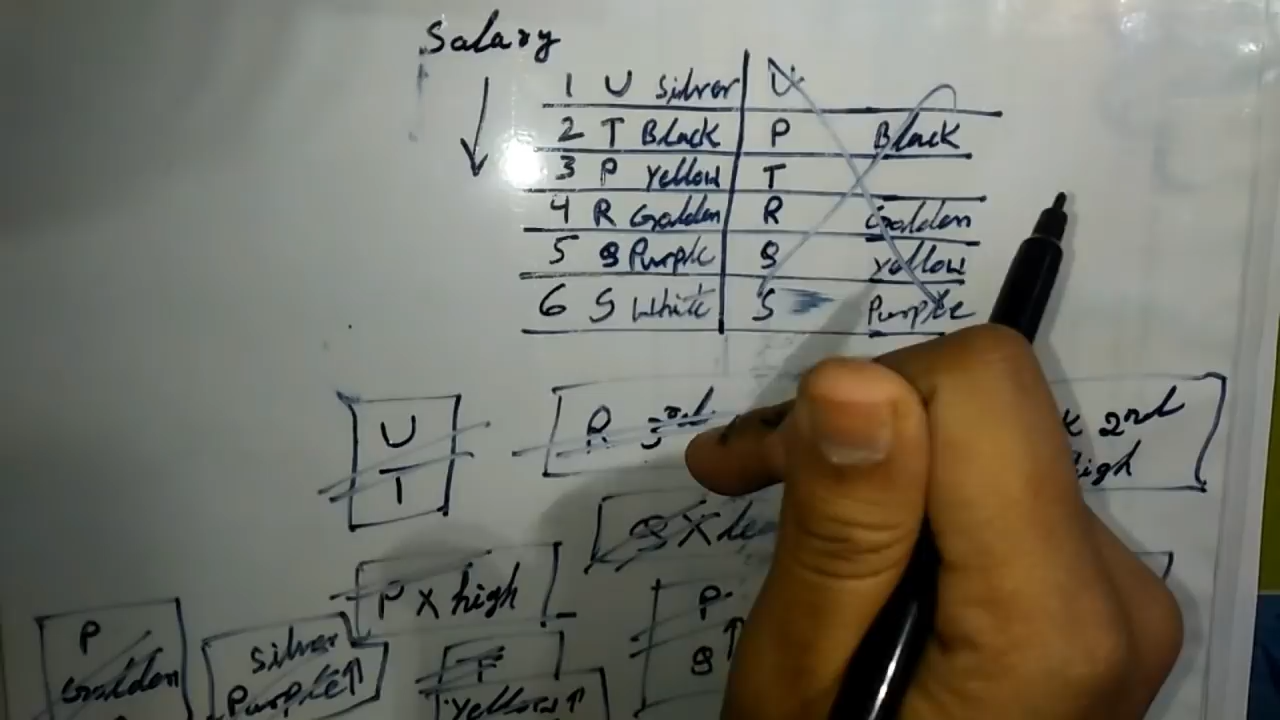 Salary
1 U Silver U
2 T Black P Black
3 P Yellow T
4 R Golden R Golden
5 Q Purple Q Yellow
6 S White S Purple
U
1
R 3rd
2nd
high
Q X
P X high
P
Golden
Silver
Purple↑
T
Yellow↑
P
Q ↑